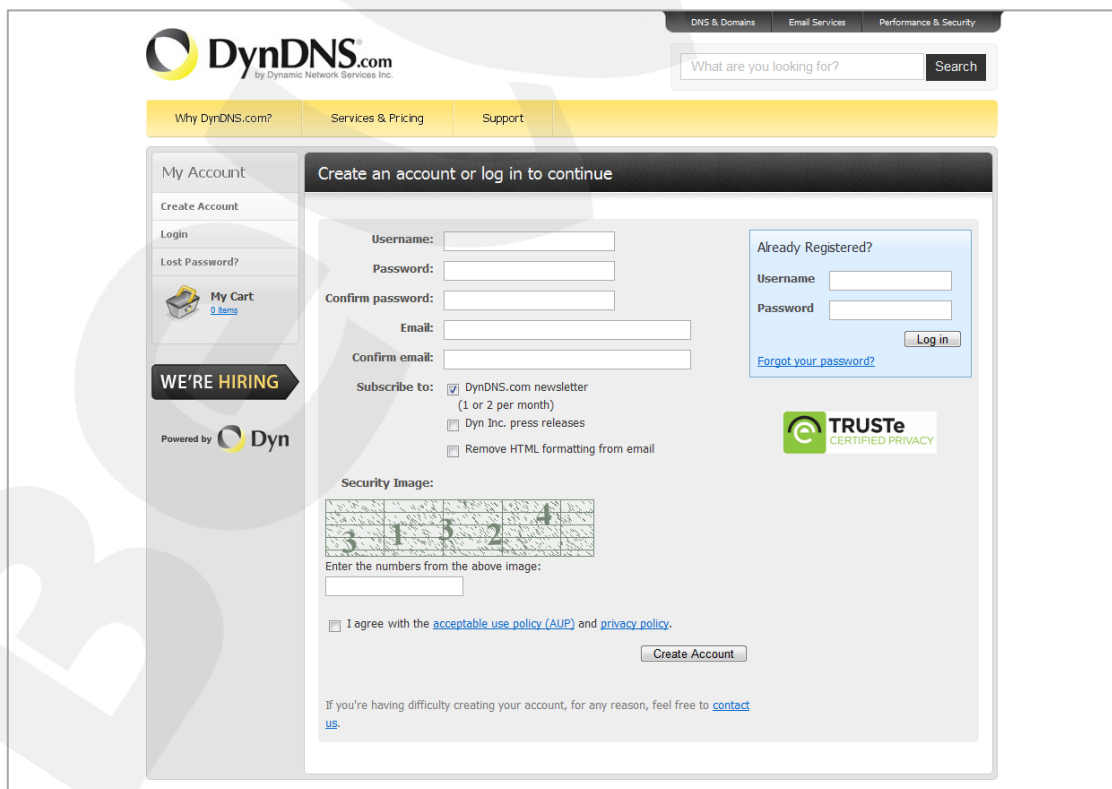 DNS & Domains Email Services Performance & Security
DynDNS.com
by Dynamic Network Services Inc.
What are you looking for? Search
Why DynDNS.com? Services & Pricing Support
My Account
Create Account
Login
Lost Password?
My Cart
0 items
WE'RE HIRING
Powered by Dyn
Create an account or log in to continue
Username:
Password:
Confirm password:
Email:
Confirm email:
Subscribe to: DynDNS.com newsletter
(1 or 2 per month)
Dyn Inc. press releases
Remove HTML formatting from email
Security Image:
3 1 3 2 4
Enter the numbers from the above image:
I agree with the acceptable use policy (AUP) and privacy policy.
Create Account
If you're having difficulty creating your account, for any reason, feel free to contact
us.
Already Registered?
Username
Password
Log in
Forgot your password?
TRUSTe
CERTIFIED PRIVACY